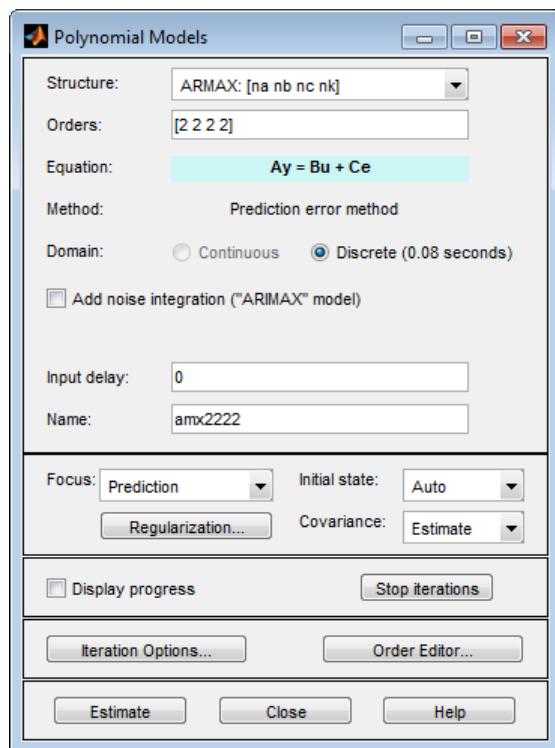 Polynomial Models
Structure: ARMAX: [na nb nc nk]
Orders: [2 2 2 2]
Equation: Ay = Bu + Ce
Method: Prediction error method
Domain: Continuous Discrete (0.08 seconds)
Add noise integration ("ARIMAX" model)
Input delay: 0
Name: amx2222
Focus: Prediction Initial state: Auto
Regularization... Covariance: Estimate
Display progress Stop iterations
Iteration Options... Order Editor...
Estimate Close Help